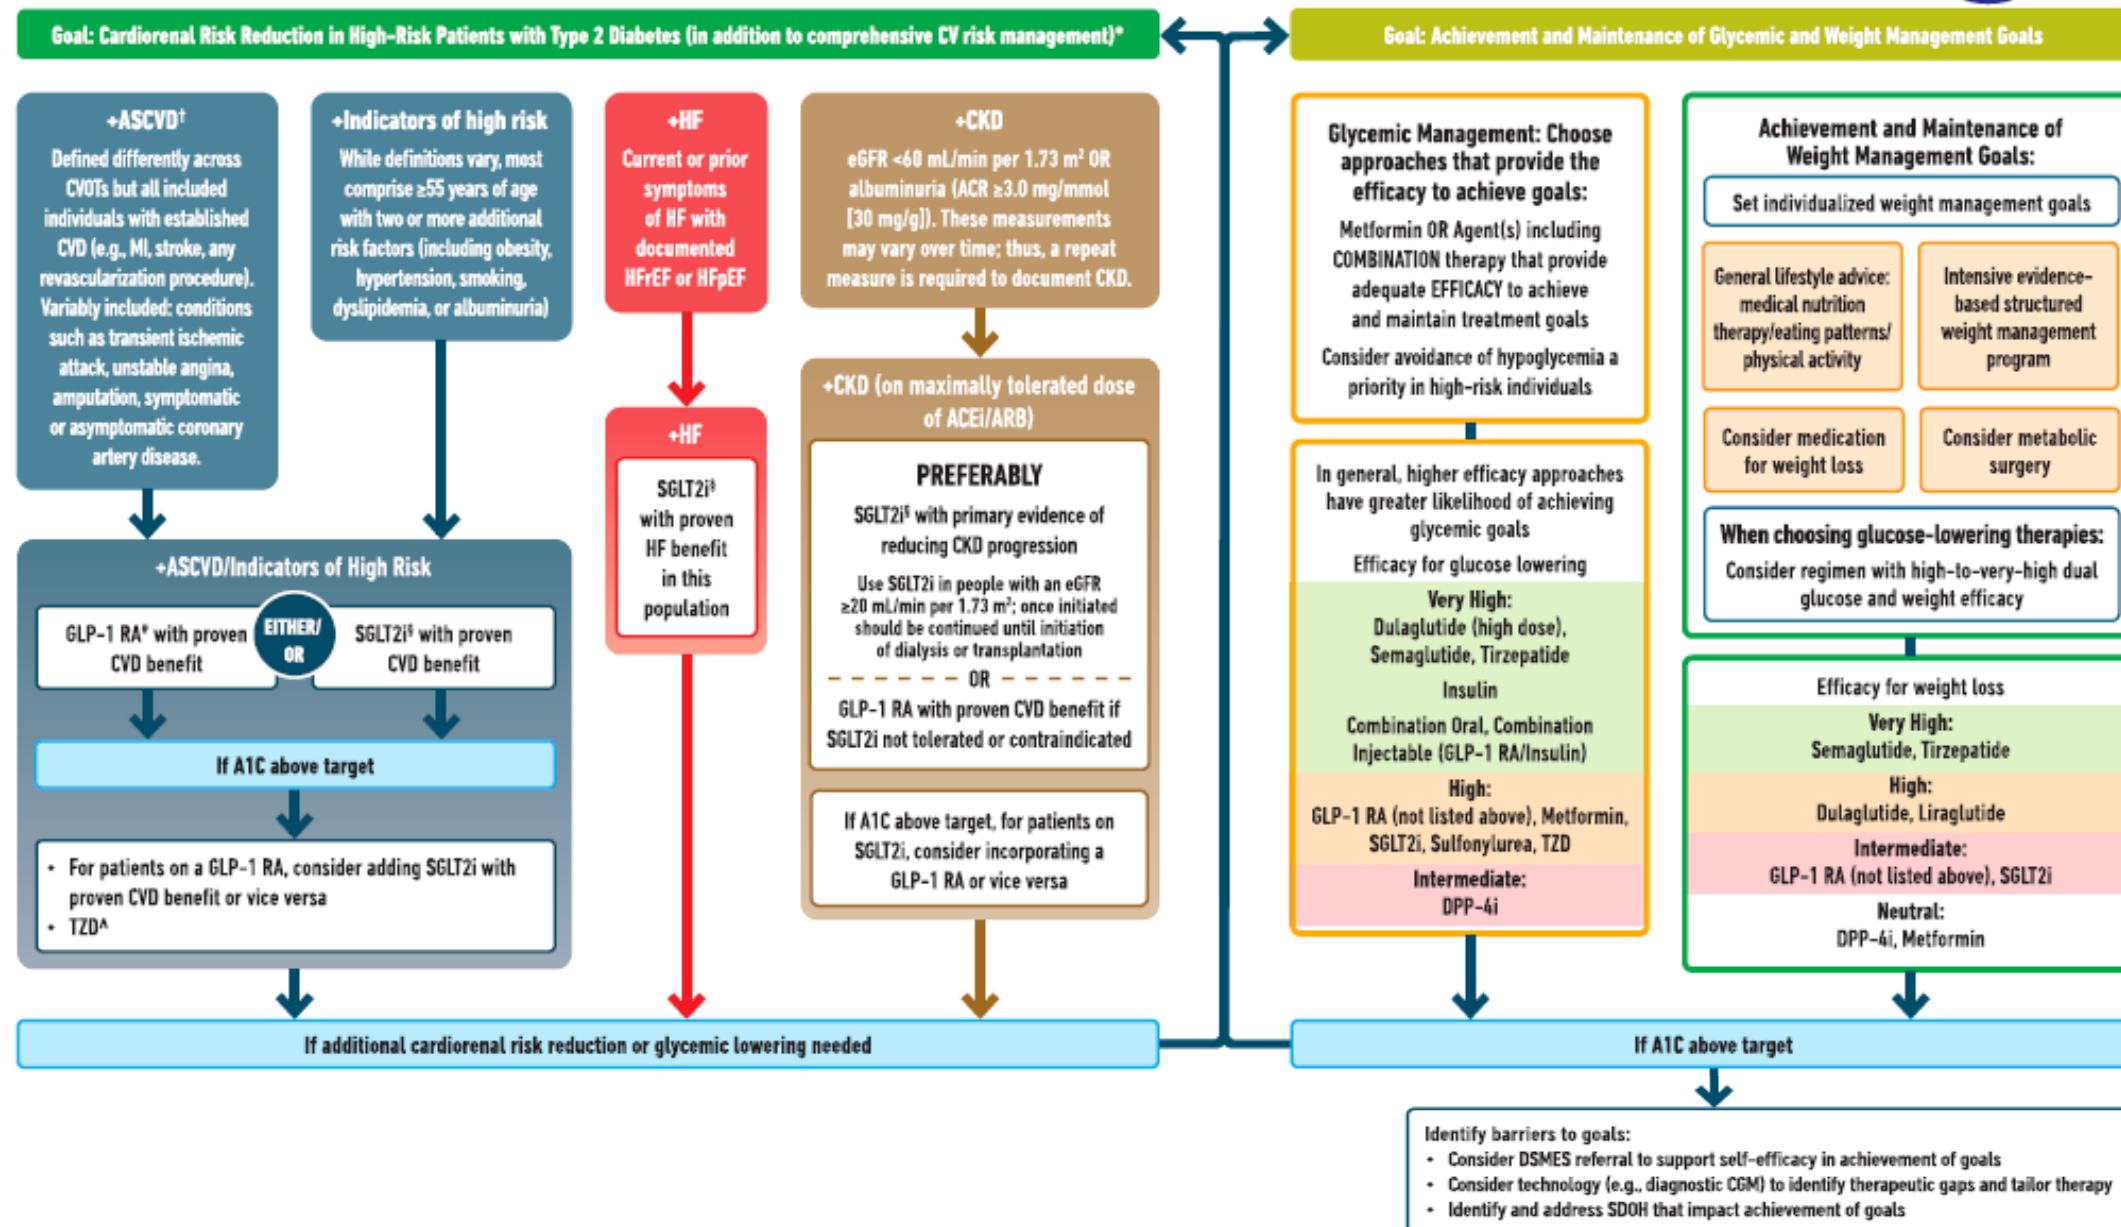 Goal: Cardiorenal Risk Reduction in High-Risk Patients with Type 2 Diabetes (in addition to comprehensive CV risk management)*
Goal: Achievement and Maintenance of Glycemic and Weight Management Goals
+ASCVD†
Defined differently across
CVOTs but all included
individuals with established
CVD (e.g., MI, stroke, any
revascularization procedure).
Variably included: conditions
such as transient ischemic
attack, unstable angina,
amputation, symptomatic
or asymptomatic coronary
artery disease.
+Indicators of high risk
While definitions vary, most
comprise ≥55 years of age
with two or more additional
risk factors (including obesity,
hypertension, smoking,
dyslipidemia, or albuminuria)
+HF
Current or prior
symptoms
of HF with
documented
HFrEF or HFpEF
+CKD
eGFR <60 mL/min per 1.73 m² OR
albuminuria (ACR ≥3.0 mg/mmol
[30 mg/g]). These measurements
may vary over time; thus, a repeat
measure is required to document CKD.
+ASCVD/Indicators of High Risk
GLP-1 RA# with proven
CVD benefit
EITHER/
OR
SGLT2i§ with proven
CVD benefit
If A1C above target
• For patients on a GLP-1 RA, consider adding SGLT2i with
proven CVD benefit or vice versa
• TZD^
+HF
SGLT2i§
with proven
HF benefit
in this
population
+CKD (on maximally tolerated dose
of ACEi/ARB)
PREFERABLY
SGLT2i§ with primary evidence of
reducing CKD progression
Use SGLT2i in people with an eGFR
≥20 mL/min per 1.73 m²; once initiated
should be continued until initiation
of dialysis or transplantation
OR
GLP-1 RA with proven CVD benefit if
SGLT2i not tolerated or contraindicated
If A1C above target, for patients on
SGLT2i, consider incorporating a
GLP-1 RA or vice versa
If additional cardiorenal risk reduction or glycemic lowering needed
Glycemic Management: Choose
approaches that provide the
efficacy to achieve goals:
Metformin OR Agent(s) including
COMBINATION therapy that provide
adequate EFFICACY to achieve
and maintain treatment goals
Consider avoidance of hypoglycemia a
priority in high-risk individuals
In general, higher efficacy approaches
have greater likelihood of achieving
glycemic goals
Efficacy for glucose lowering
Very High:
Dulaglutide (high dose),
Semaglutide, Tirzepatide
Insulin
Combination Oral, Combination
Injectable (GLP-1 RA/Insulin)
High:
GLP-1 RA (not listed above), Metformin,
SGLT2i, Sulfonylurea, TZD
Intermediate:
DPP-4i
Achievement and Maintenance of
Weight Management Goals:
Set individualized weight management goals
General lifestyle advice:
medical nutrition
therapy/eating patterns/
physical activity
Intensive evidence-
based structured
weight management
program
Consider medication
for weight loss
Consider metabolic
surgery
When choosing glucose-lowering therapies:
Consider regimen with high-to-very-high dual
glucose and weight efficacy
Efficacy for weight loss
Very High:
Semaglutide, Tirzepatide
High:
Dulaglutide, Liraglutide
Intermediate:
GLP-1 RA (not listed above), SGLT2i
Neutral:
DPP-4i, Metformin
If A1C above target
Identify barriers to goals:
• Consider DSMES referral to support self-efficacy in achievement of goals
• Consider technology (e.g., diagnostic CGM) to identify therapeutic gaps and tailor therapy
• Identify and address SDOH that impact achievement of goals